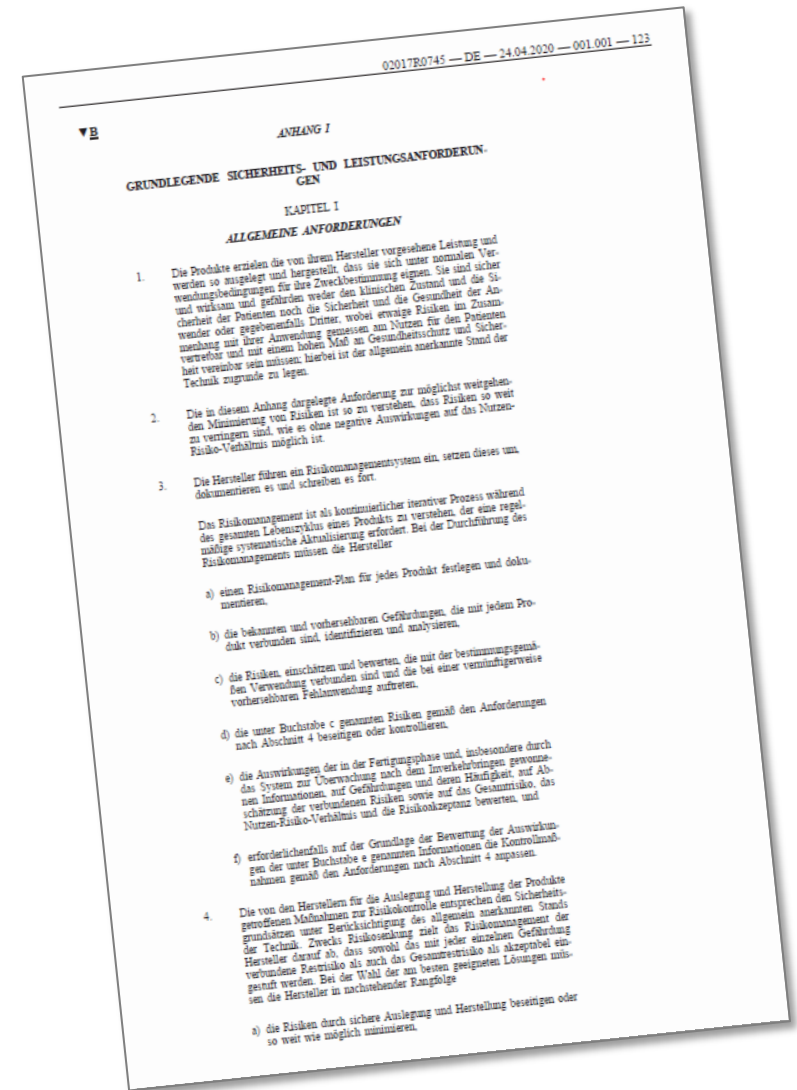 02017R0745 — DE — 24.04.2020 — 001.001 — 123
▼B
ANHANG I
GRUNDLEGENDE SICHERHEITS- UND LEISTUNGSANFORDERUN-
GEN
KAPITEL I
ALLGEMEINE ANFORDERUNGEN
1. Die Produkte erzielen die von ihrem Hersteller vorgesehene Leistung und
werden so ausgelegt und hergestellt, dass sie sich unter normalen Ver-
wendungsbedingungen für ihre Zweckbestimmung eignen. Sie sind sicher
und wirksam und gefährden weder den klinischen Zustand und die Si-
cherheit der Patienten noch die Sicherheit und die Gesundheit der An-
wender oder gegebenenfalls Dritter, wobei etwaige Risiken im Zusam-
menhang mit ihrer Anwendung gemessen am Nutzen für den Patienten
vertretbar und mit einem hohen Maß an Gesundheitsschutz und Sicher-
heit vereinbar sein müssen; hierbei ist der allgemein anerkannte Stand der
Technik zugrunde zu legen.
2. Die in diesem Anhang dargelegte Anforderung zur möglichst weitgehen-
den Minimierung von Risiken ist so zu verstehen, dass Risiken so weit
zu verringern sind, wie es ohne negative Auswirkungen auf das Nutzen-
Risiko-Verhältnis möglich ist.
3. Die Hersteller führen ein Risikomanagementsystem ein, setzen dieses um,
dokumentieren es und schreiben es fort.
Das Risikomanagement ist als kontinuierlicher iterativer Prozess während
des gesamten Lebenszyklus eines Produkts zu verstehen, der eine regel-
mäßige systematische Aktualisierung erfordert. Bei der Durchführung des
Risikomanagements müssen die Hersteller
a) einen Risikomanagement-Plan für jedes Produkt festlegen und doku-
mentieren,
b) die bekannten und vorhersehbaren Gefährdungen, die mit jedem Pro-
dukt verbunden sind, identifizieren und analysieren,
c) die Risiken, einschätzen und bewerten, die mit der bestimmungsgemä-
ßen Verwendung verbunden sind und die bei einer vernünftigerweise
vorhersehbaren Fehlanwendung auftreten,
d) die unter Buchstabe c genannten Risiken gemäß den Anforderungen
nach Abschnitt 4 beseitigen oder kontrollieren,
e) die Auswirkungen der in der Fertigungsphase und, insbesondere durch
das System zur Überwachung nach dem Inverkehrbringen gewonne-
nen Informationen, auf Gefährdungen und deren Häufigkeit, auf Ab-
schätzung der verbundenen Risiken sowie auf das Gesamtrisiko, das
Nutzen-Risiko-Verhältnis und die Risikoakzeptanz bewerten, und
f) erforderlichenfalls auf der Grundlage der Bewertung der Auswirkun-
gen der unter Buchstabe e genannten Informationen die Kontrollmaß-
nahmen gemäß den Anforderungen nach Abschnitt 4 anpassen.
4. Die von den Herstellern für die Auslegung und Herstellung der Produkte
getroffenen Maßnahmen zur Risikokontrolle entsprechen den Sicherheits-
grundsätzen unter Berücksichtigung des allgemein anerkannten Stands
der Technik. Zwecks Risikosenkung zielt das Risikomanagement der
Hersteller darauf ab, dass sowohl das mit jeder einzelnen Gefährdung
verbundene Restrisiko als auch das Gesamtrestrisiko als akzeptabel ein-
gestuft werden. Bei der Wahl der am besten geeigneten Lösungen müs-
sen die Hersteller in nachstehender Rangfolge
a) die Risiken durch sichere Auslegung und Herstellung beseitigen oder
so weit wie möglich minimieren,